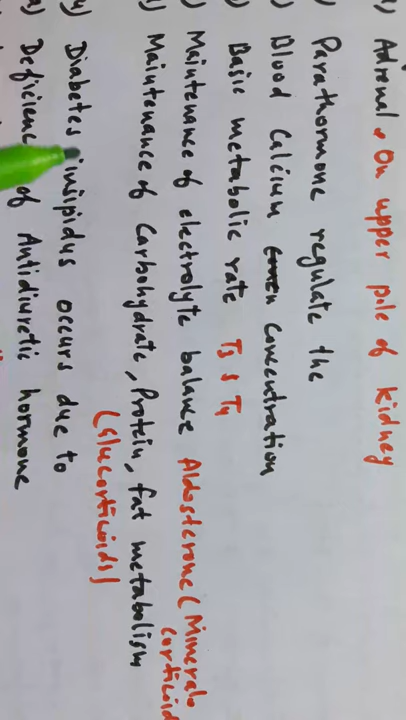 Adrenal • On upper pole of kidney
Parathormone regulate the
Blood Calcium concentration
Basic metabolic rate T3 & T4
Maintenance of electrolyte balance Aldosterone (Mineralo
corticoid
Maintenance of Carbohydrate, Protein, fat metabolism
(Glucorticoids)
Diabetes insipidus occurs due to
a) Deficienc of Antidiuretic hormone